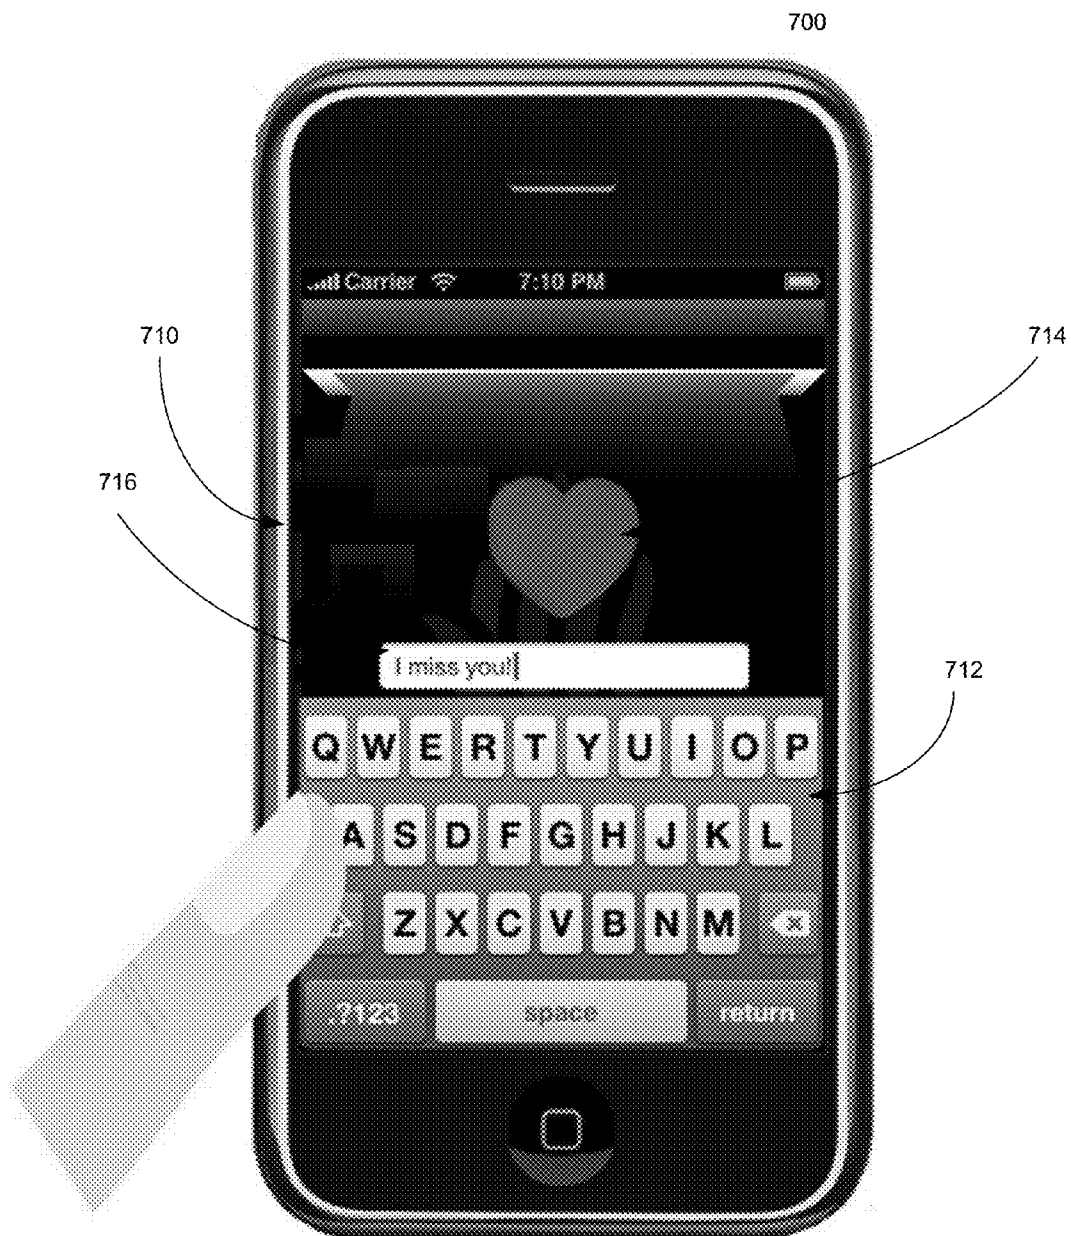 700
Carrier 7:10 PM
710
714
716
I miss you!
712
Q W E R T Y U I O P
A S D F G H J K L
Z X C V B N M
.?123 space return